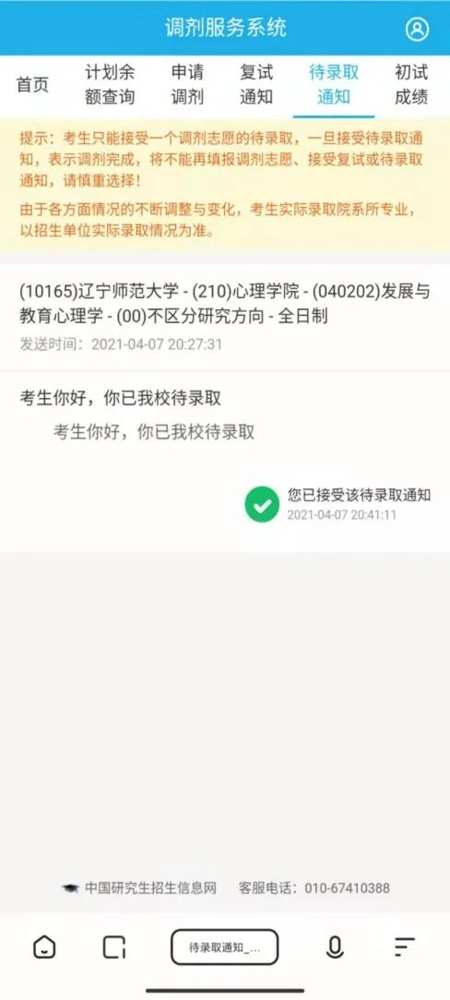 调剂服务系统
首页
计划余
额查询
申请
调剂
复试
通知
待录取
通知
初试
成绩
提示：考生只能接受一个调剂志愿的待录取，一旦接受待录取通
知，表示调剂完成，将不能再填报调剂志愿、接受复试或待录取
通知，请慎重选择！
由于各方面情况的不断调整与变化，考生实际录取院系所专业，
以招生单位实际录取情况为准。
(10165)辽宁师范大学 - (210)心理学院 - (040202)发展与
教育心理学 - (00)不区分研究方向 - 全日制
发送时间：2021-04-07 20:27:31
考生你好，你已我校待录取
考生你好，你已我校待录取
您已接受该待录取通知
2021-04-07 20:41:11
中国研究生招生信息网 客服电话：010-67410388
待录取通知_...